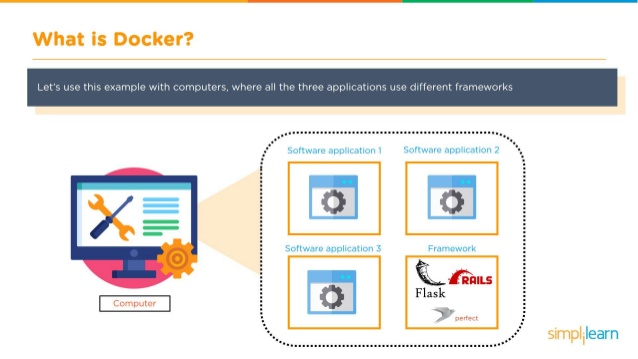 What is Docker?
Let's use this example with computers, where all the three applications use different frameworks
Software application 1
Software application 2
Software application 3
Framework
Flask
RAILS
perfect
Computer
simplilearn